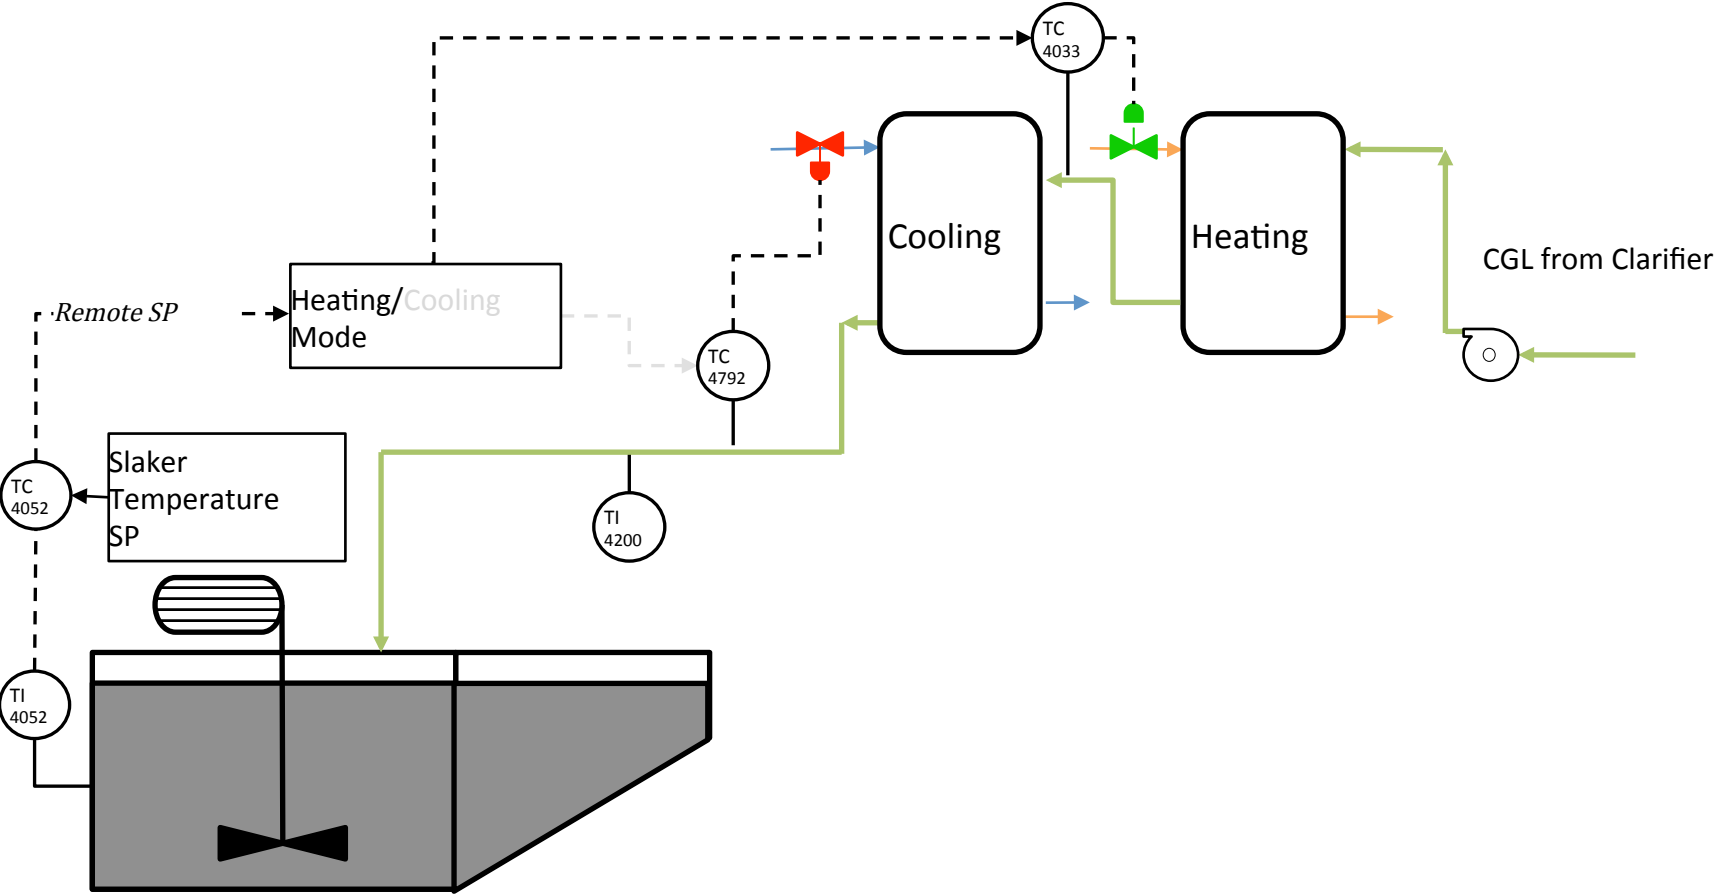 TC
4033
Cooling
Heating
CGL from Clarifier
Remote SP
Heating/Cooling
Mode
TC
4792
Slaker
Temperature
SP
TC
4052
TI
4200
TI
4052